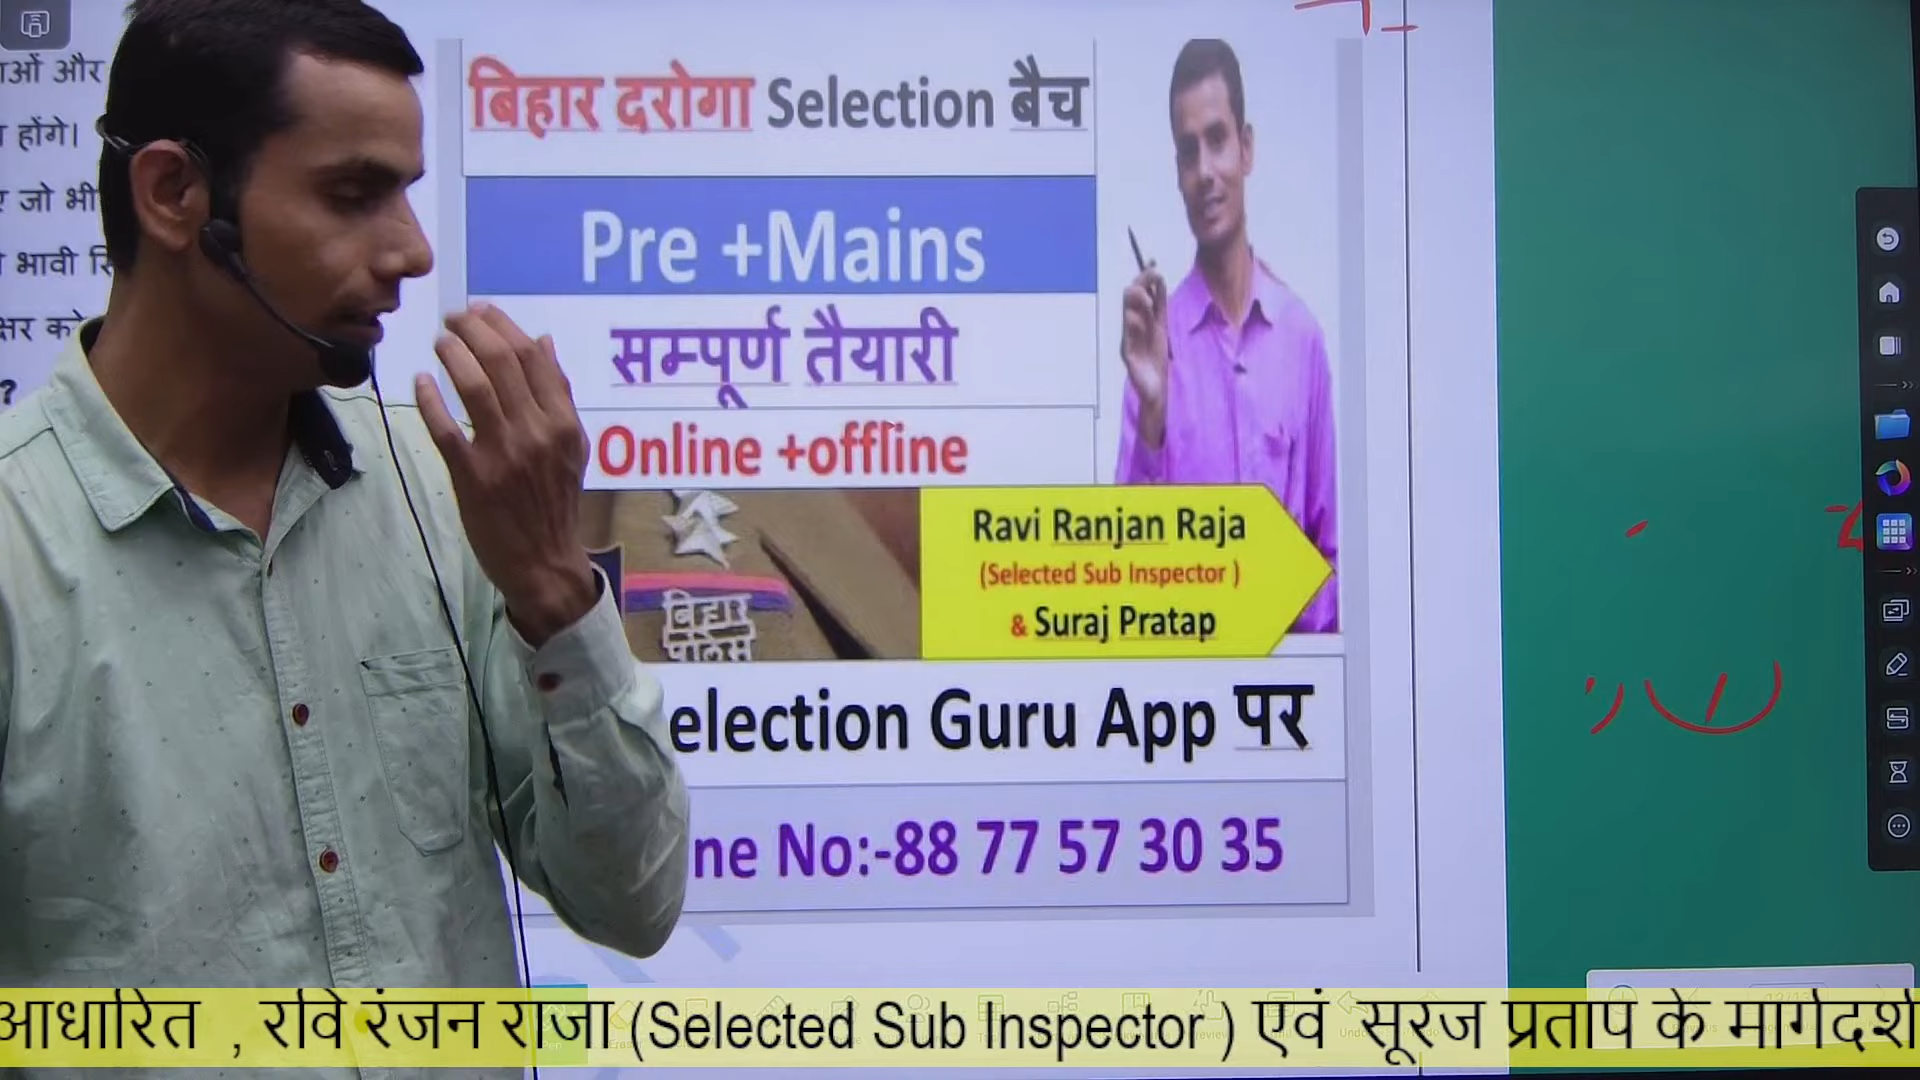 ओं और
होंगे।
जो भी
भावी
?
बिहार दरोगा Selection बैच
Pre +Mains
सम्पूर्ण तैयारी
Online +offline
Ravi Ranjan Raja
(Selected Sub Inspector )
& Suraj Pratap
बिहार
पुलिस
election Guru App पर
ne No:-88 77 57 30 35
आधारित , रवि रंजन राजा (Selected Sub Inspector ) एवं सूरज प्रताप के मार्गदर्श